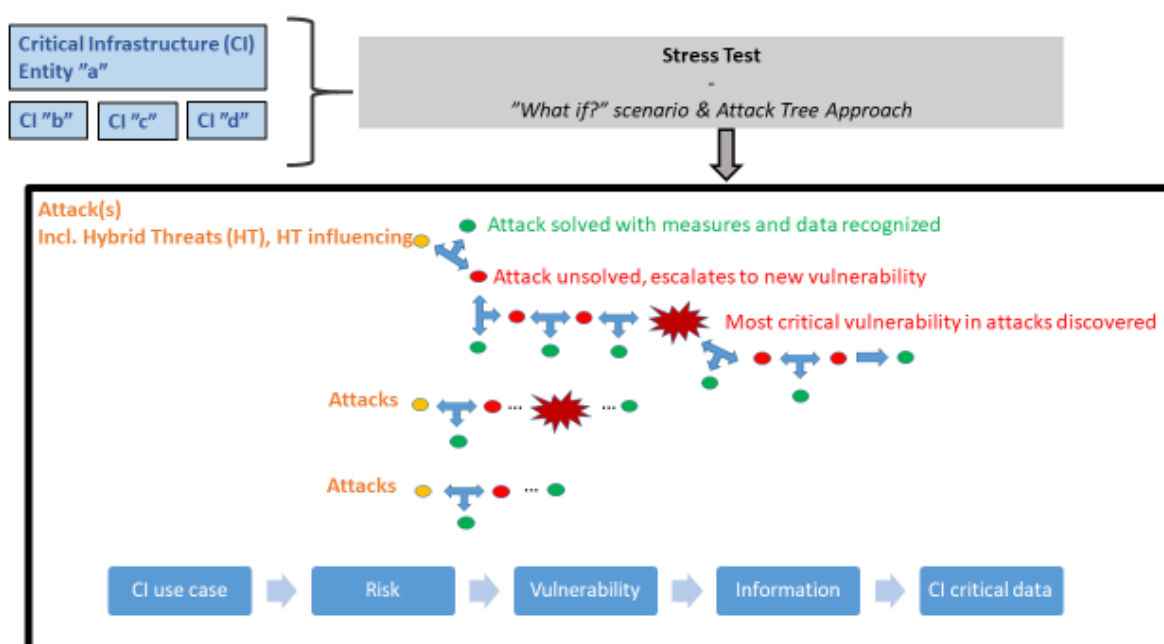 Critical Infrastructure (CI)
Entity ”a”
CI ”b”
CI ”c”
CI ”d”
Stress Test
-
”What if?” scenario & Attack Tree Approach
Attack(s)
Incl. Hybrid Threats (HT), HT influencing
Attack solved with measures and data recognized
Attack unsolved, escalates to new vulnerability
Most critical vulnerability in attacks discovered
Attacks
...
...
Attacks
...
CI use case
Risk
Vulnerability
Information
CI critical data